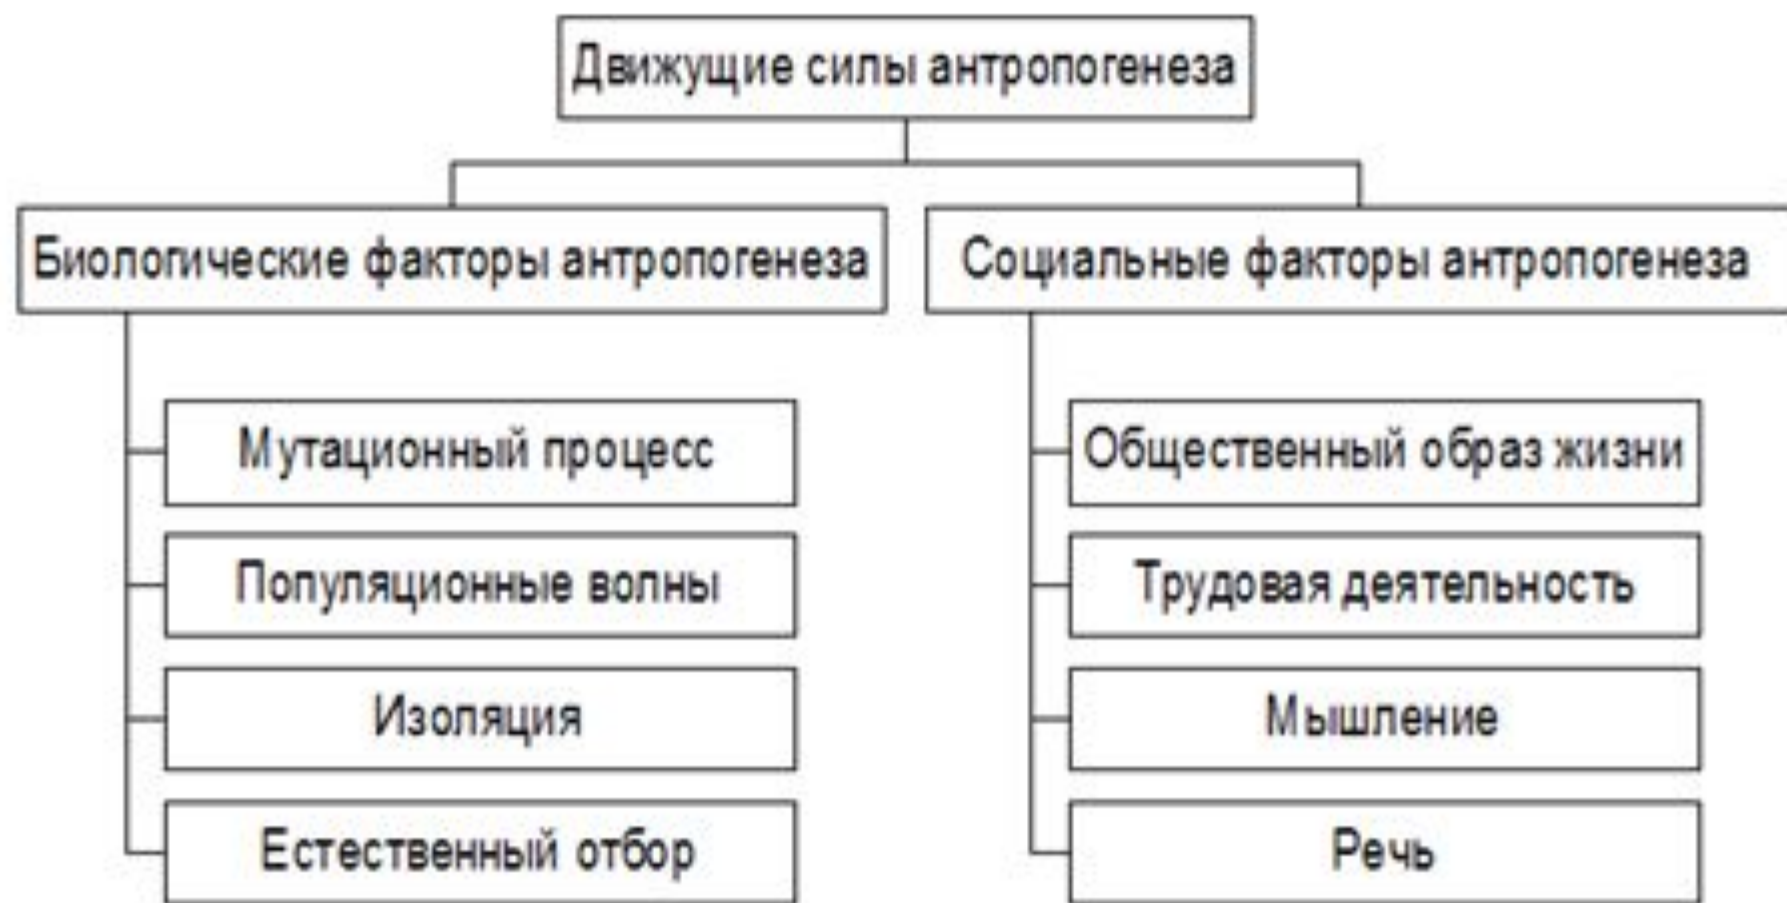 Движущие силы антропогенеза
Биологические факторы антропогенеза
Социальные факторы антропогенеза
Мутационный процесс
Популяционные волны
Изоляция
Естественный отбор
Общественный образ жизни
Трудовая деятельность
Мышление
Речь